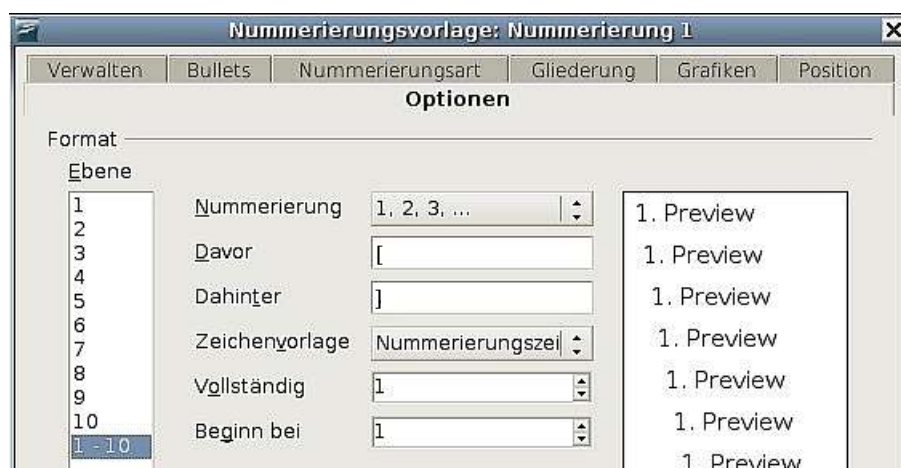 Nummerierungsvorlage: Nummerierung 1
Verwalten Bullets Nummerierungsart Gliederung Grafiken Position
Optionen
Format
Ebene
1
2
3
4
5
6
7
8
9
10
1 - 10
Nummerierung 1, 2, 3, ...
Davor [
Dahinter ]
Zeichenvorlage Nummerierungszei
Vollständig 1
Beginn bei 1
1. Preview
1. Preview
1. Preview
1. Preview
1. Preview
1. Preview
1. Preview